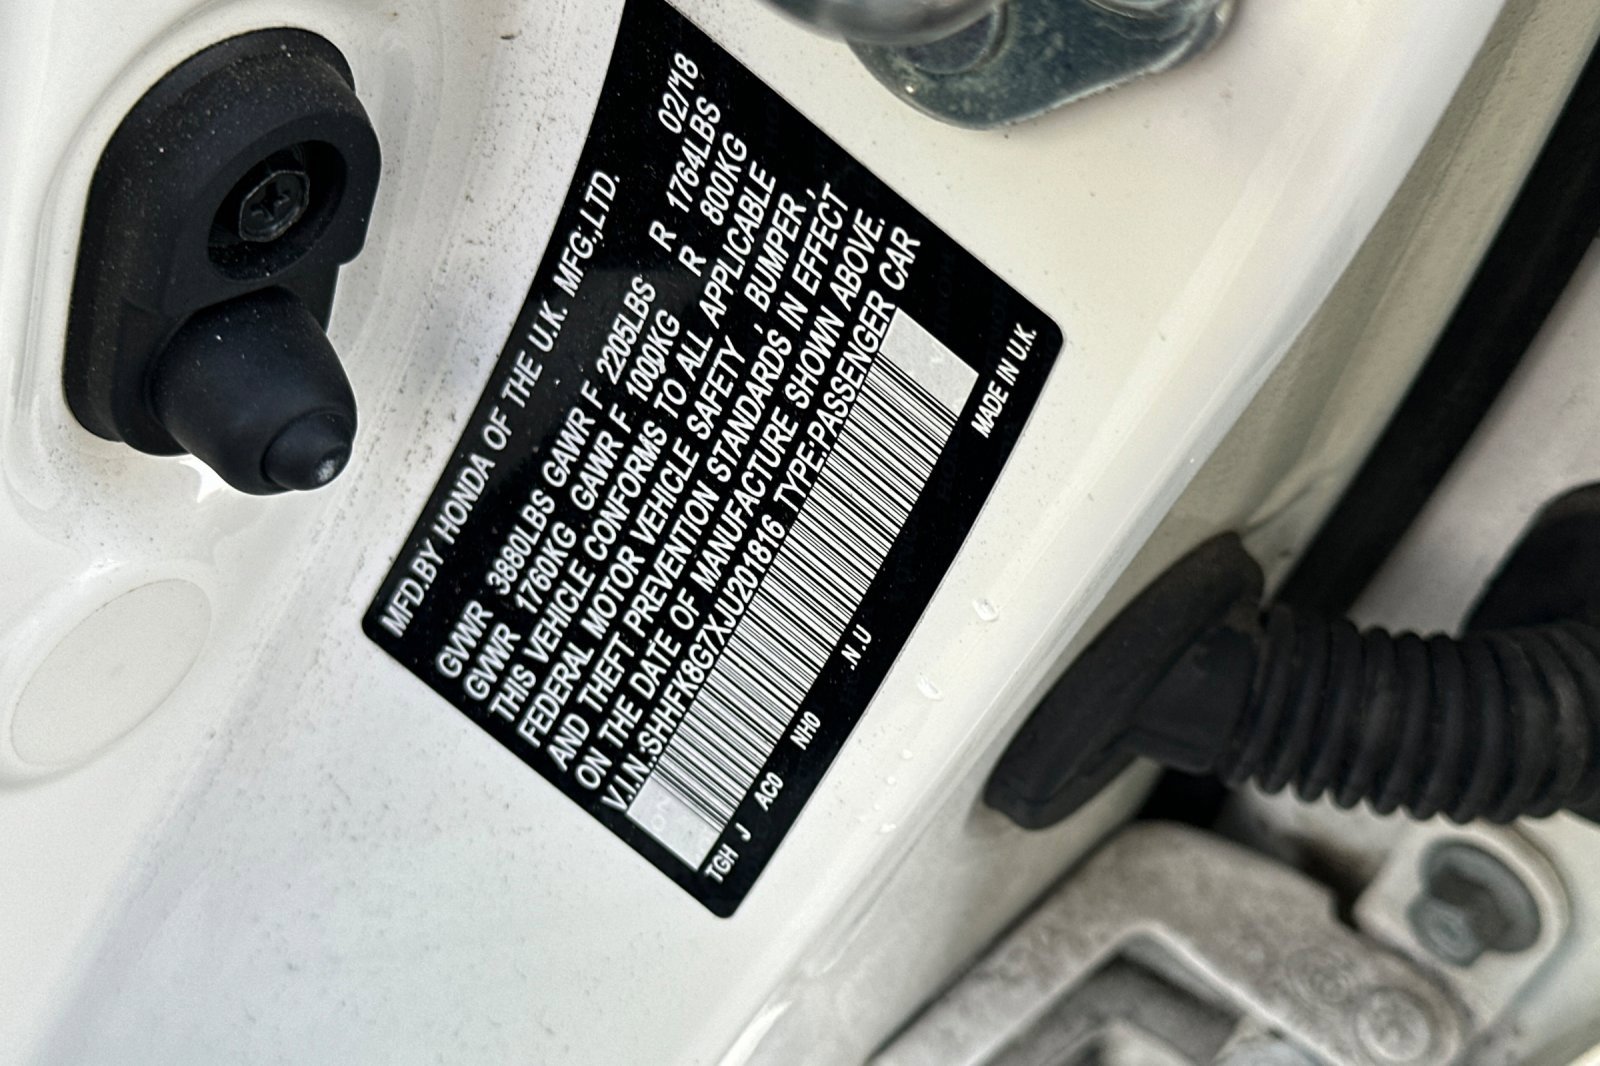 MFD.BY HONDA OF THE U.K. MFG.,LTD. 02/'18
GVWR 3880LBS GAWR F 2205LBS R 1764LBS
GVWR 1760KG GAWR F 1000KG R 800KG
THIS VEHICLE CONFORMS TO ALL APPLICABLE
FEDERAL MOTOR VEHICLE SAFETY , BUMPER ,
AND THEFT PREVENTION STANDARDS IN EFFECT
ON THE DATE OF MANUFACTURE SHOWN ABOVE.
V.I.N.:SHHFK8G7XJU201816 TYPE:PASSENGER CAR
TGH J AC0 NH0 .N .U MADE IN U.K.